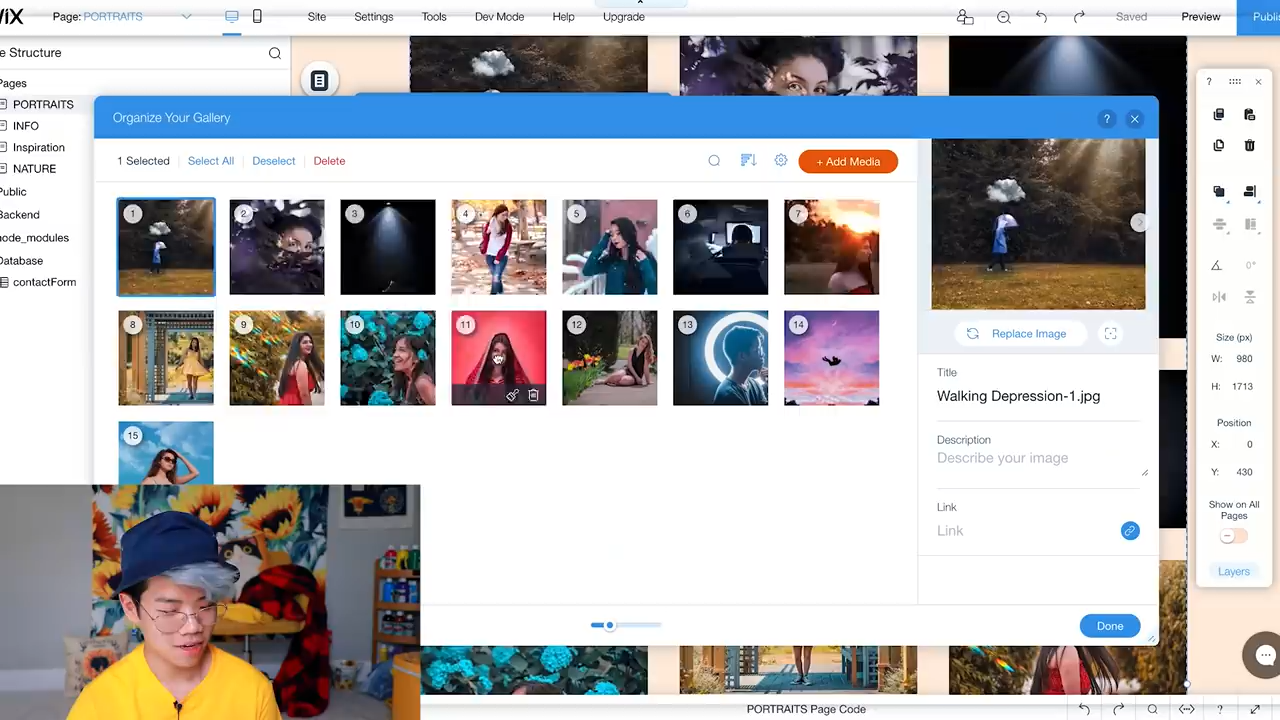 WiX
Page: PORTRAITS
Site
Settings
Tools
Dev Mode
Help
Upgrade
Saved
Preview
Publi
e Structure
Pages
PORTRAITS
INFO
Inspiration
NATURE
Public
Backend
node_modules
Database
contactForm
Organize Your Gallery
?
1 Selected
Select All
Deselect
Delete
+ Add Media
1
2
3
4
5
6
7
8
9
10
11
12
13
14
15
Replace Image
Title
Walking Depression-1.jpg
Description
Describe your image
Link
Link
Done
?
0°
Size (px)
W: 980
H: 1713
Position
X: 0
Y: 430
Show on All
Pages
Layers
PORTRAITS Page Code
?